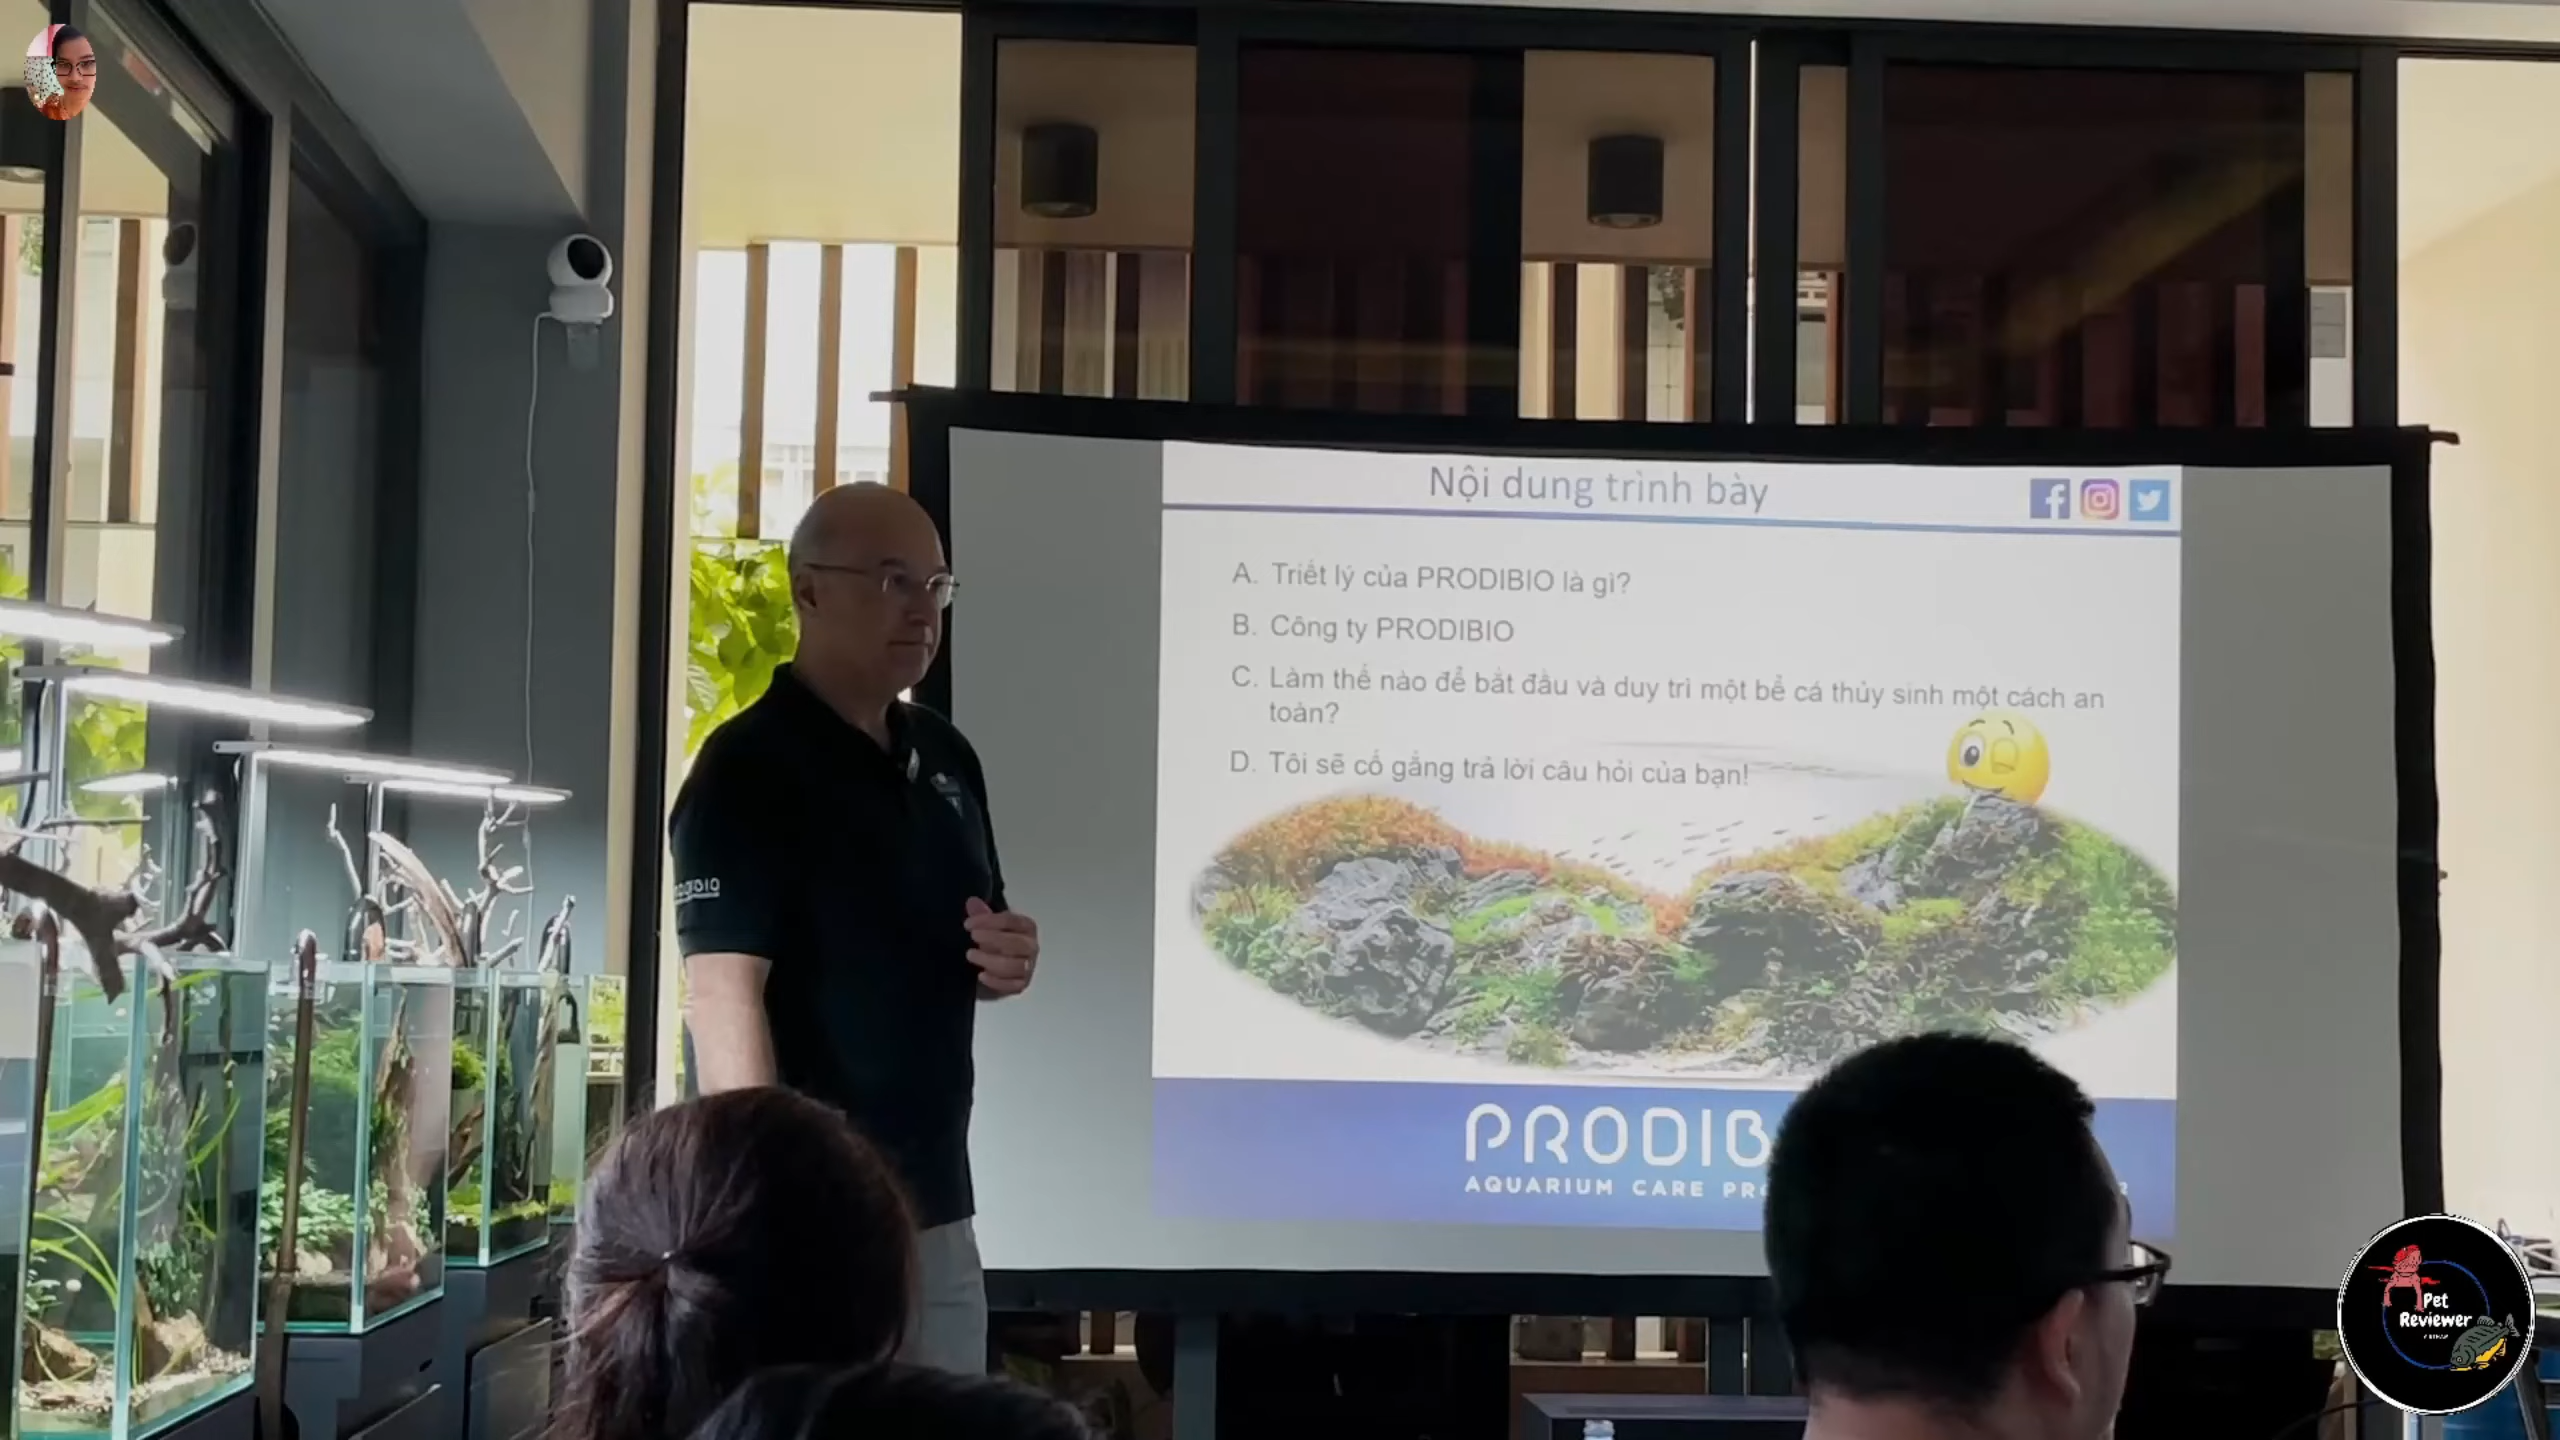 Nội dung trình bày
A. Triết lý của PRODIBIO là gì?
B. Công ty PRODIBIO
C. Làm thế nào để bắt đầu và duy trì một bể cá thủy sinh một cách an
toàn?
D. Tôi sẽ cố gắng trả lời câu hỏi của bạn!
PRODIB
AQUARIUM CARE
Pet
Reviewer